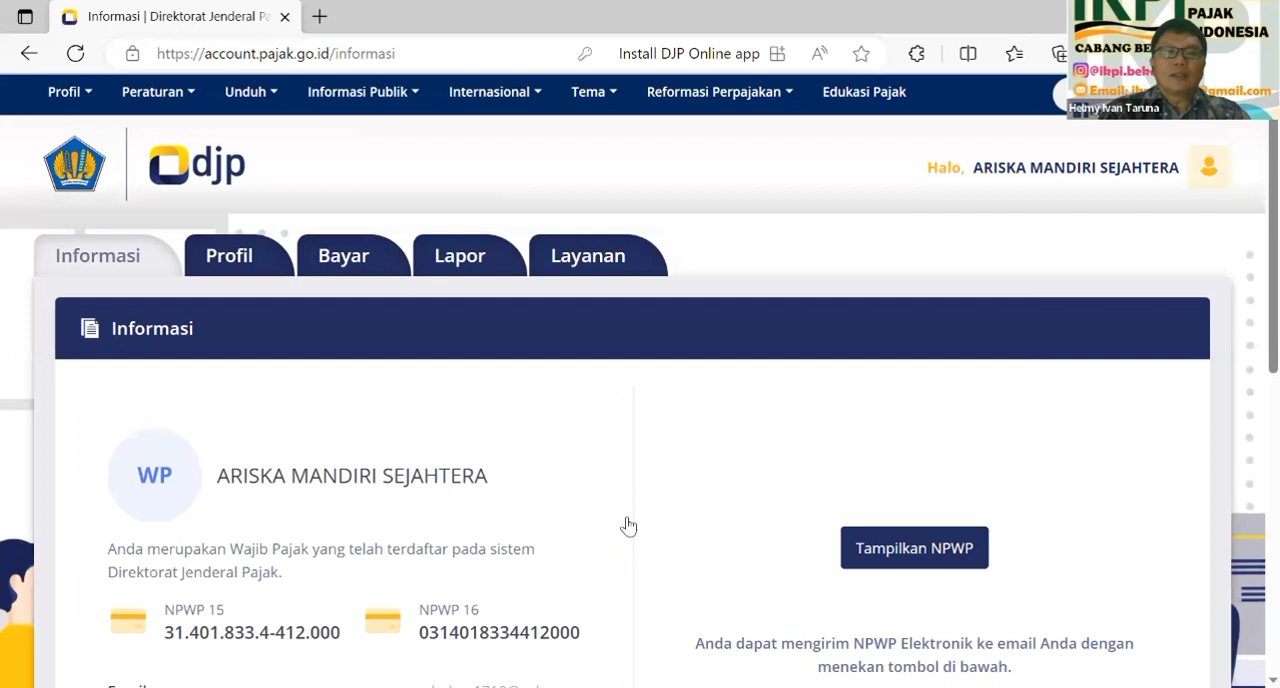 Informasi | Direktorat Jenderal Pa
https://account.pajak.go.id/informasi
Install DJP Online app
Profil
Peraturan
Unduh
Informasi Publik
Internasional
Tema
Reformasi Perpajakan
Edukasi Pajak
PAJAK
INDONESIA
CABANG
@ikpi.bek
Email:
@gmail.com
Helmy Ivan Taruna
djp
Halo, ARISKA MANDIRI SEJAHTERA
Informasi
Profil
Bayar
Lapor
Layanan
Informasi
WP
ARISKA MANDIRI SEJAHTERA
Anda merupakan Wajib Pajak yang telah terdaftar pada sistem
Direktorat Jenderal Pajak.
NPWP 15
31.401.833.4-412.000
NPWP 16
0314018334412000
Tampilkan NPWP
Anda dapat mengirim NPWP Elektronik ke email Anda dengan
menekan tombol di bawah.